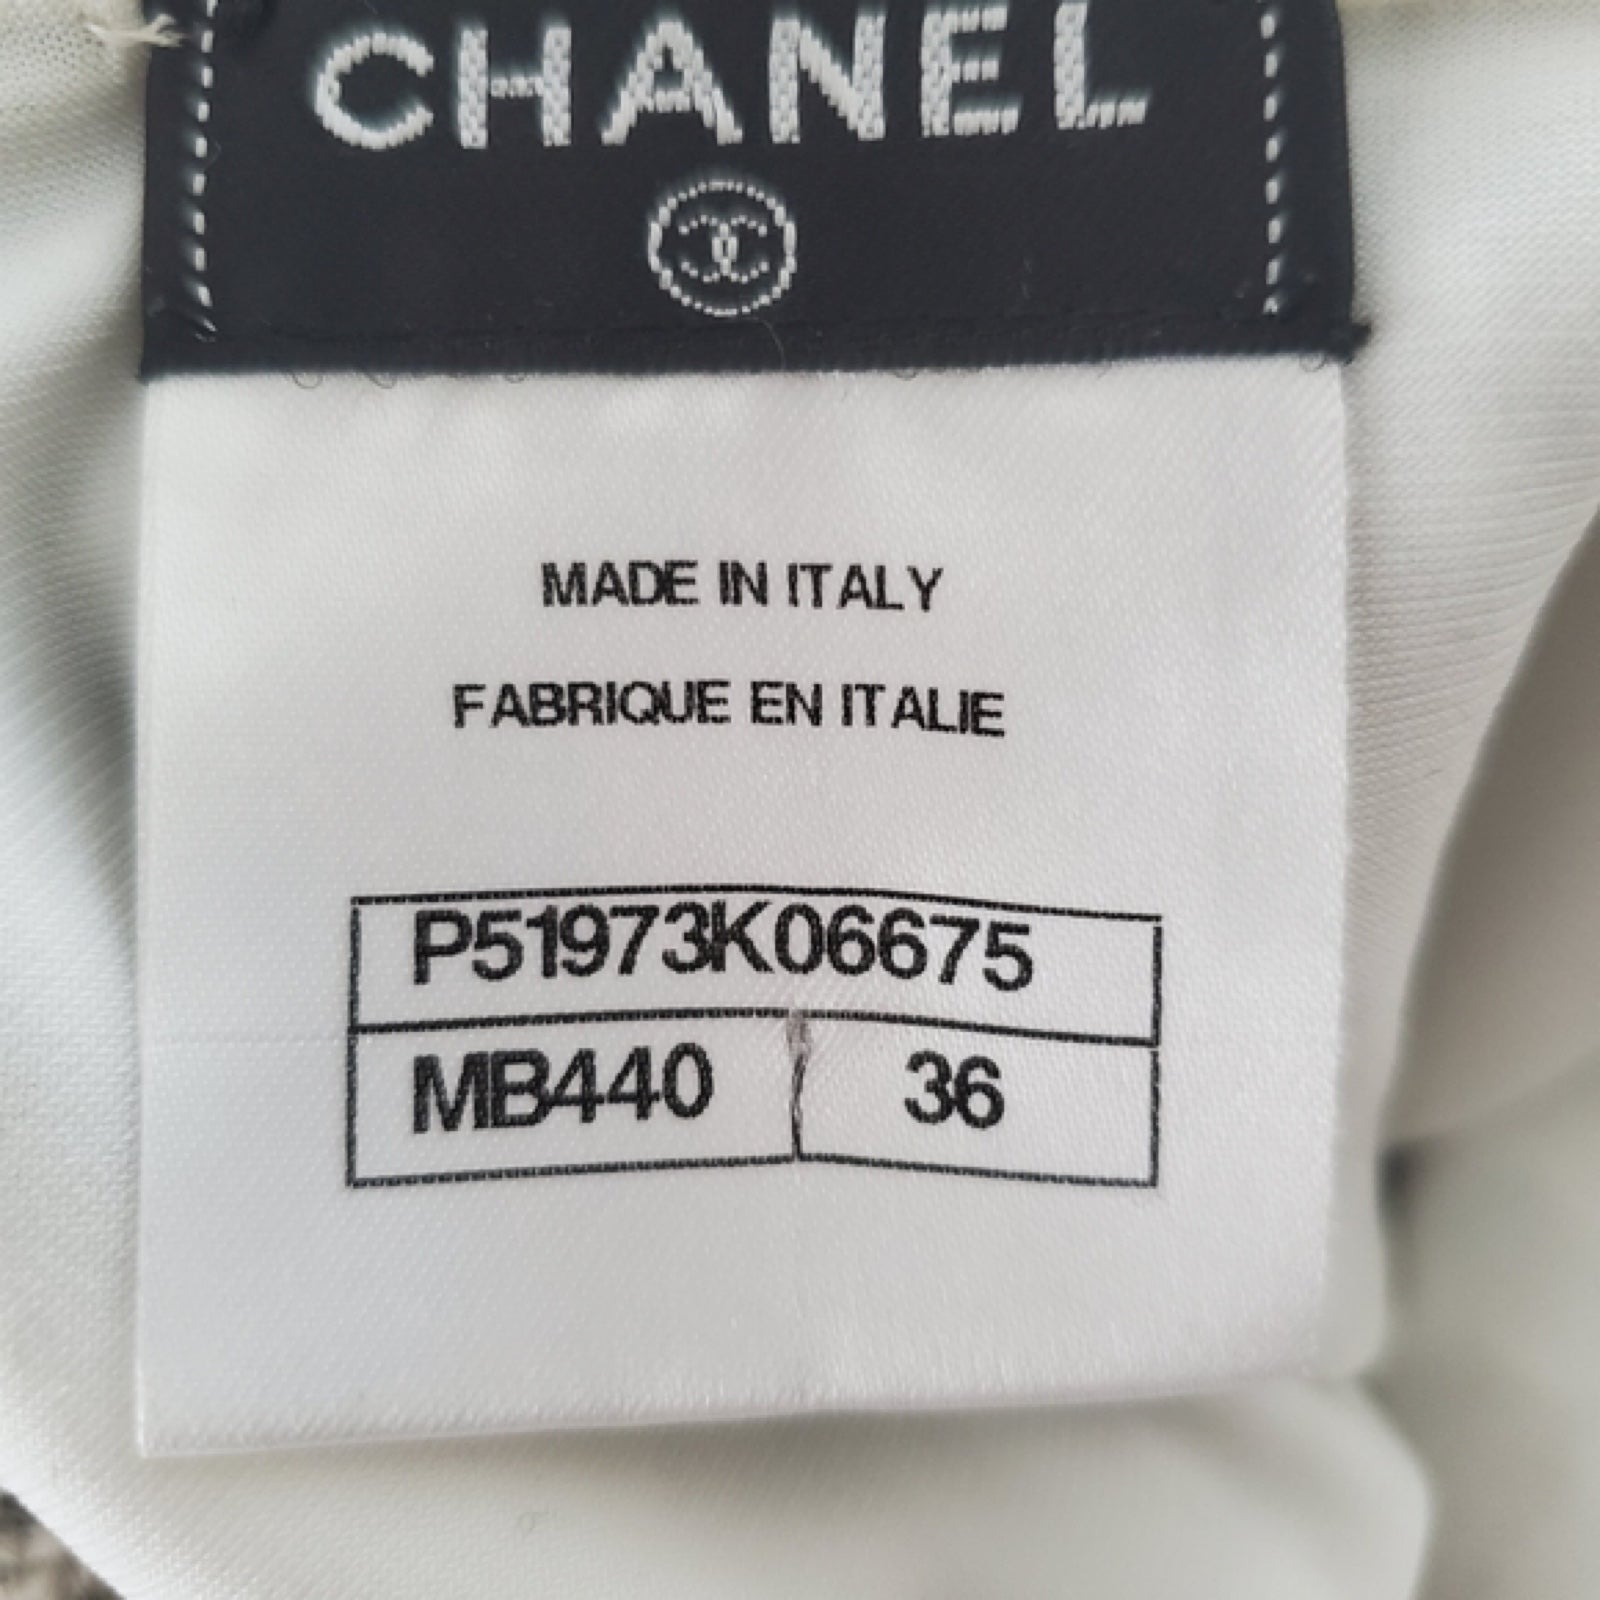 CHANEL
MADE IN ITALY
FABRIQUE EN ITALIE
P51973K06675
MB440 36